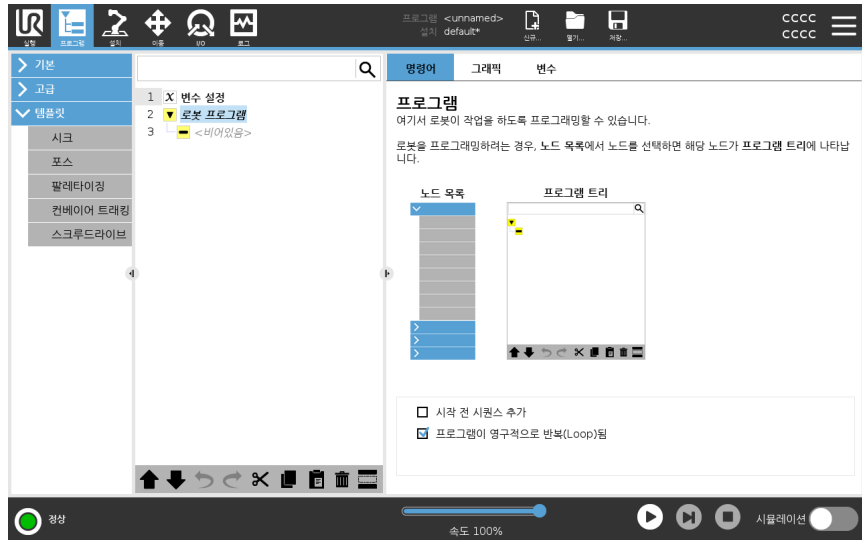 프로그램 <unnamed>
설치 default*
cccc
cccc
실행 프로그램 설치 이동 I/O 로그
신규... 열기... 저장...
기본
고급
템플릿
시크
포스
팔레타이징
컨베이어 트래킹
스크루드라이브
1 X 변수 설정
2 로봇 프로그램
3 <비어있음>
명령어 그래픽 변수
프로그램
여기서 로봇이 작업을 하도록 프로그래밍할 수 있습니다.
로봇을 프로그래밍하려는 경우, 노드 목록에서 노드를 선택하면 해당 노드가 프로그램 트리에 나타납
니다.
노드 목록 프로그램 트리
시작 전 시퀀스 추가
프로그램이 영구적으로 반복(Loop)됨
정상
속도 100%
시뮬레이션